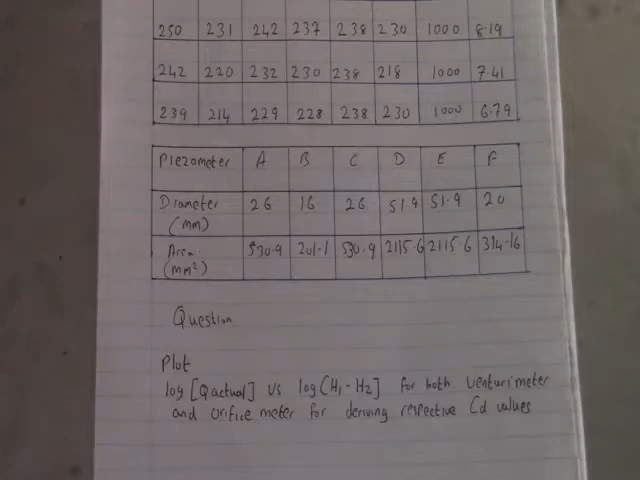 250 231 242 237 238 230 1000 8.19
242 220 232 230 238 218 1000 7.41
239 214 229 228 238 230 1000 6.79
Piezometer A B C D E F
Diameter (mm) 26 16 26 51.9 51.9 20
Area (mm²) 530.9 201.1 530.9 2115.6 2115.6 314.16
Question
Plot
log [Qactual] vs log(H1-H2] for both venturimeter
and orifice meter for deriving respective Cd values